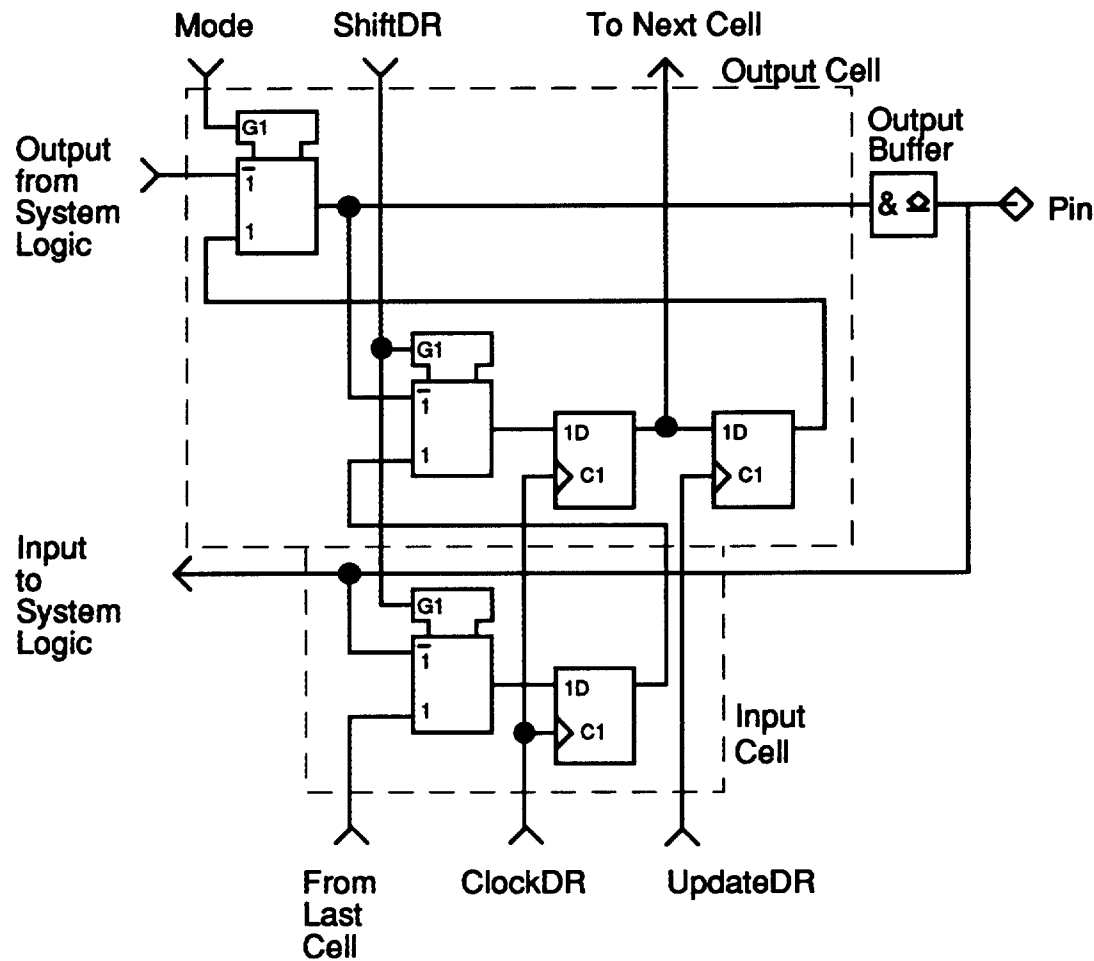 Mode
ShiftDR
To Next Cell
Output Cell
G1
Output
from
System
Logic
1
1
Output
Buffer
& ◇
Pin
G1
1
1
1D
C1
1D
C1
Input
to
System
Logic
G1
1
1
1D
C1
Input
Cell
From
Last
Cell
ClockDR
UpdateDR